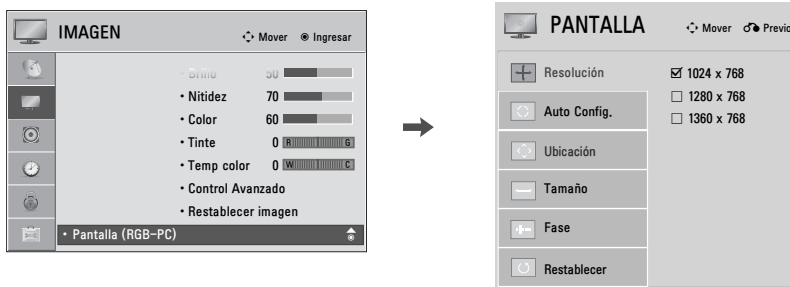 IMAGEN
Mover Ingresar
• Brillo 50
• Nitidez 70
• Color 60
• Tinte 0 R G
• Temp color 0 W C
• Control Avanzado
• Restablecer imagen
• Pantalla (RGB-PC)
PANTALLA
Mover Previo
Resolución
Auto Config.
Ubicación
Tamaño
Fase
Restablecer
1024 x 768
1280 x 768
1360 x 768